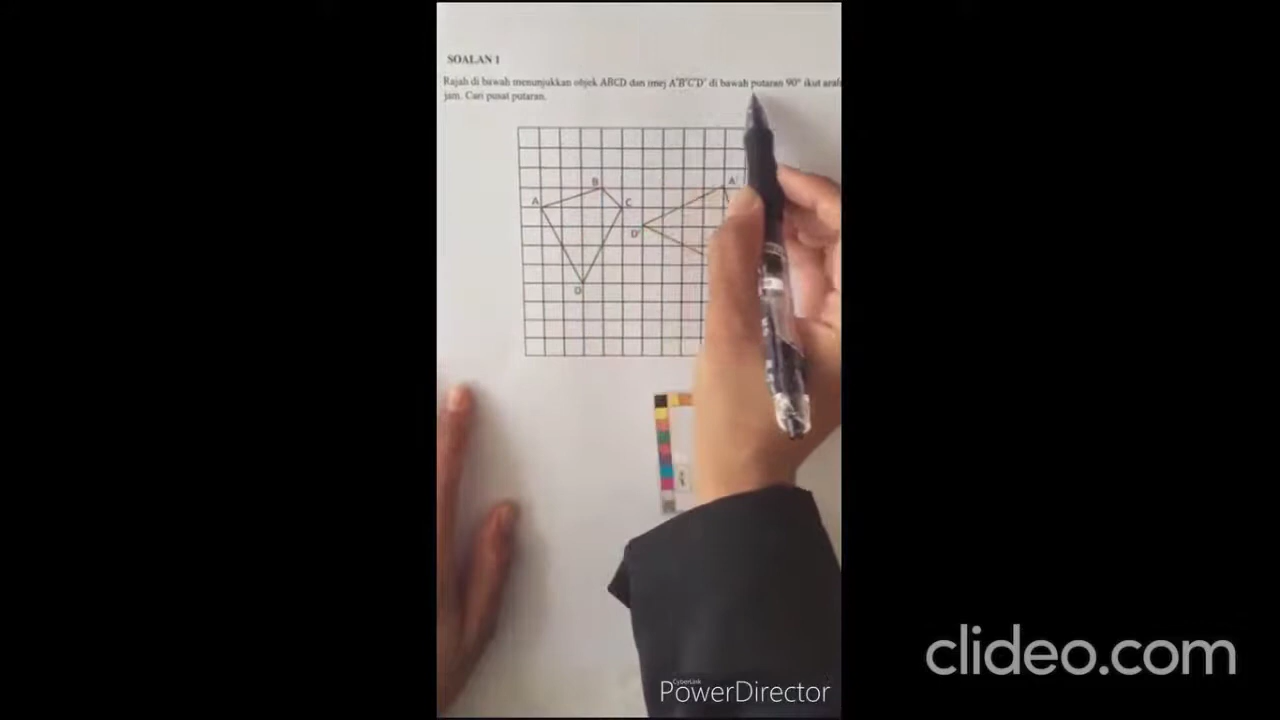 SOALAN 1
Rajah di bawah menunjukkan objek ABCD dan imej A'B'C'D' di bawah putaran 90° ikut arah
jam. Cari pusat putaran.
B
A'
A
C
D'
D
clideo.com
CyberLink
PowerDirector